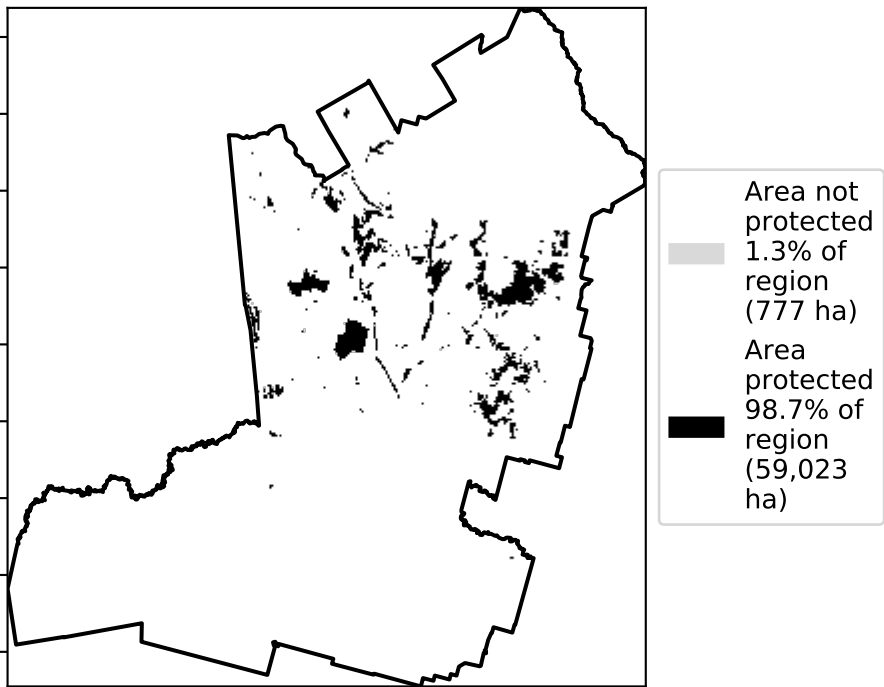 Area not
protected
1.3% of
region
(777 ha)
Area
protected
98.7% of
region
(59,023
ha)